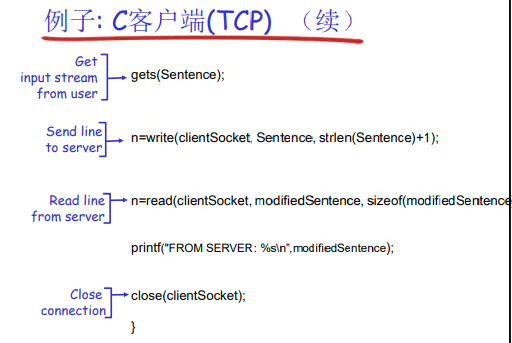 例子: C客户端(TCP) （续）
Get
input stream
from user
gets(Sentence);
Send line
to server
n=write(clientSocket, Sentence, strlen(Sentence)+1);
Read line
from server
n=read(clientSocket, modifiedSentence, sizeof(modifiedSentence
printf("FROM SERVER: %s\n",modifiedSentence);
Close
connection
close(clientSocket);
}